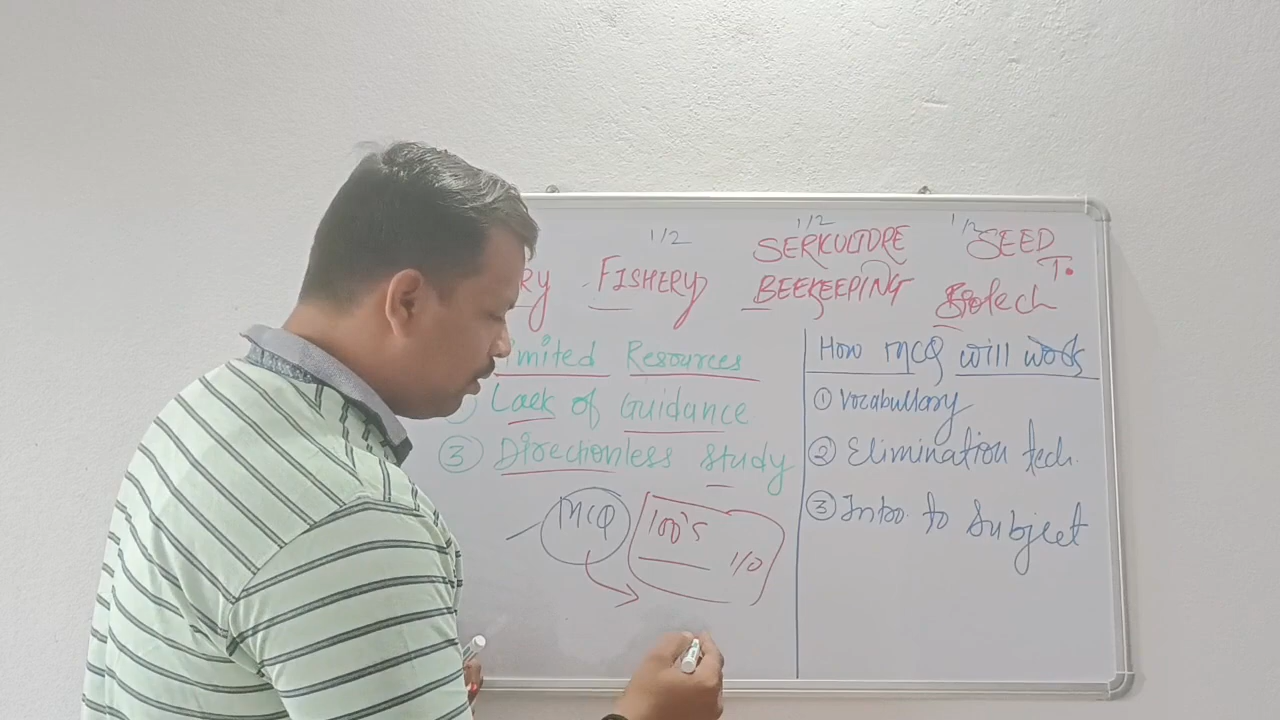 1/2 1/2 1/2
SERICULTURE SEED T.
RY FISHERY BEEKEEPING Biotech
imited Resources
Lack of Guidance
③ Directionless study
MCQ 100's 1/0
How MCQ will work
① Vocabullary
② Elimination tech.
③ Intro. to Subject